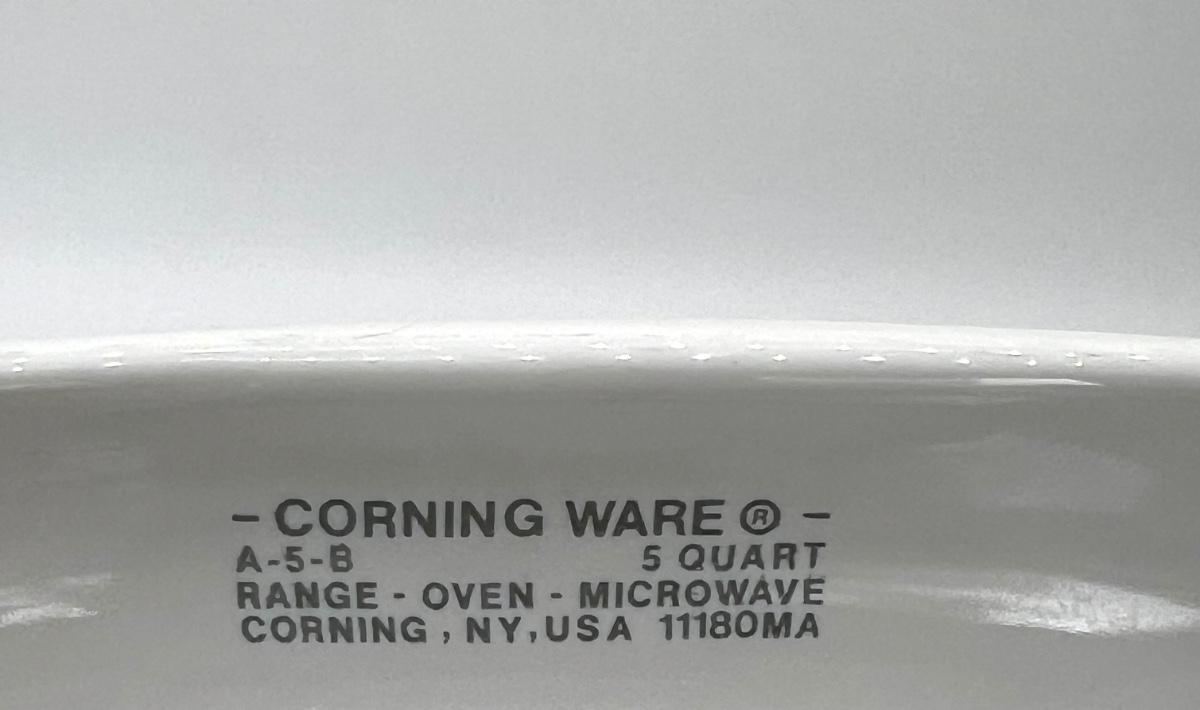 - CORNING WARE ® -
A-5-B 5 QUART
RANGE - OVEN - MICROWAVE
CORNING , NY, USA 11180MA